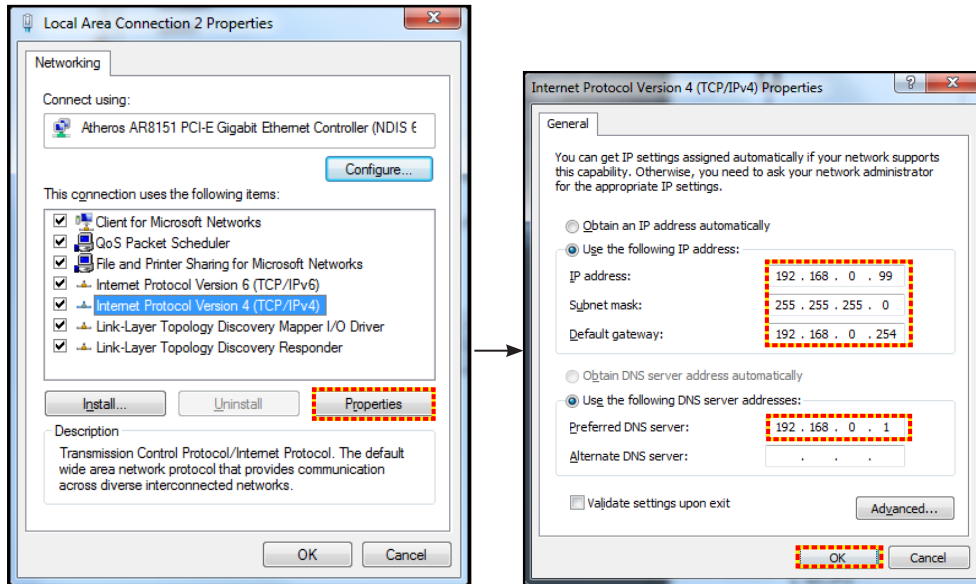 Local Area Connection 2 Properties
Networking
Connect using:
Atheros AR8151 PCI-E Gigabit Ethernet Controller (NDIS 6
Configure...
This connection uses the following items:
Client for Microsoft Networks
QoS Packet Scheduler
File and Printer Sharing for Microsoft Networks
Internet Protocol Version 6 (TCP/IPv6)
Internet Protocol Version 4 (TCP/IPv4)
Link-Layer Topology Discovery Mapper I/O Driver
Link-Layer Topology Discovery Responder
Install... Uninstall Properties
Description
Transmission Control Protocol/Internet Protocol. The default
wide area network protocol that provides communication
across diverse interconnected networks.
OK Cancel
Internet Protocol Version 4 (TCP/IPv4) Properties
General
You can get IP settings assigned automatically if your network supports
this capability. Otherwise, you need to ask your network administrator
for the appropriate IP settings.
Obtain an IP address automatically
Use the following IP address:
IP address: 192 . 168 . 0 . 99
Subnet mask: 255 . 255 . 255 . 0
Default gateway: 192 . 168 . 0 . 254
Obtain DNS server address automatically
Use the following DNS server addresses:
Preferred DNS server: 192 . 168 . 0 . 1
Alternate DNS server: . . .
Validate settings upon exit
Advanced...
OK Cancel